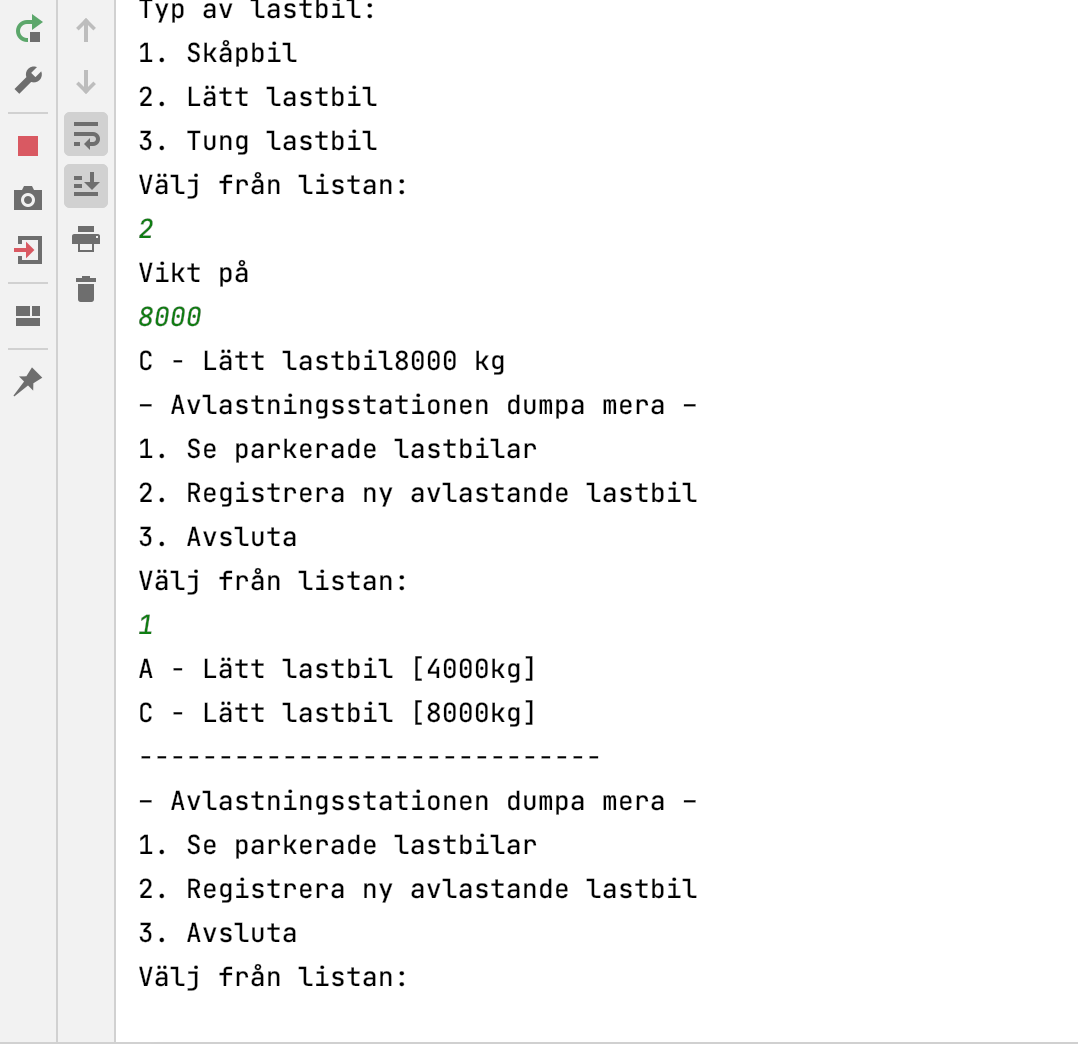 Typ av lastbil:
1. Skåpbil
2. Lätt lastbil
3. Tung lastbil
Välj från listan:
2
Vikt på
8000
C - Lätt lastbil8000 kg
– Avlastningsstationen dumpa mera –
1. Se parkerade lastbilar
2. Registrera ny avlastande lastbil
3. Avsluta
Välj från listan:
1
A - Lätt lastbil [4000kg]
C - Lätt lastbil [8000kg]
-----------------------------
– Avlastningsstationen dumpa mera –
1. Se parkerade lastbilar
2. Registrera ny avlastande lastbil
3. Avsluta
Välj från listan: